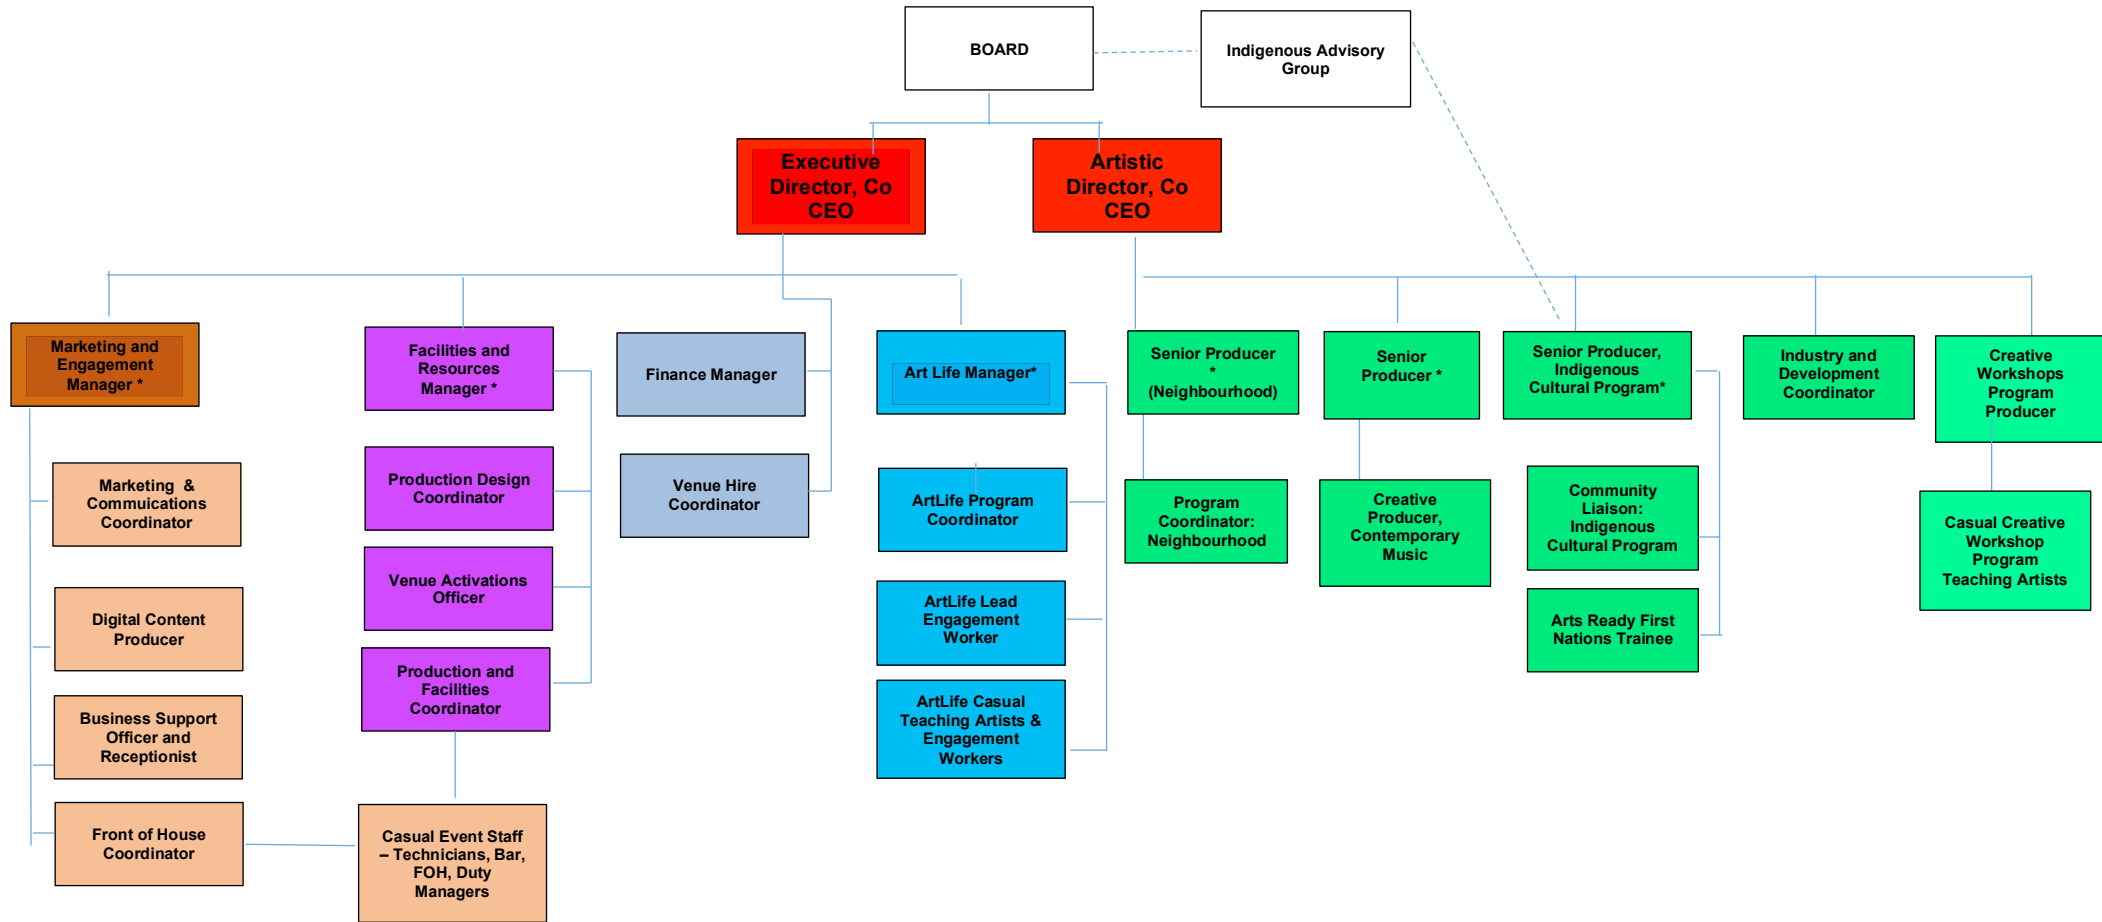 BOARD
Indigenous Advisory
Group
Executive
Director, Co
CEO
Artistic
Director, Co
CEO
Marketing and
Engagement
Manager *
Facilities and
Resources
Manager *
Finance Manager
Art Life Manager*
Senior Producer
*
(Neighbourhood)
Senior
Producer *
Senior Producer,
Indigenous
Cultural Program*
Industry and
Development
Coordinator
Creative
Workshops
Program
Producer
Marketing &
Commuications
Coordinator
Production Design
Coordinator
Venue Hire
Coordinator
ArtLife Program
Coordinator
Program
Coordinator:
Neighbourhood
Creative
Producer,
Contemporary
Music
Community
Liaison:
Indigenous
Cultural Program
Casual Creative
Workshop
Program
Teaching Artists
Digital Content
Producer
Venue Activations
Officer
ArtLife Lead
Engagement
Worker
Arts Ready First
Nations Trainee
Business Support
Officer and
Receptionist
Production and
Facilities
Coordinator
ArtLife Casual
Teaching Artists &
Engagement
Workers
Front of House
Coordinator
Casual Event Staff
– Technicians, Bar,
FOH, Duty
Managers